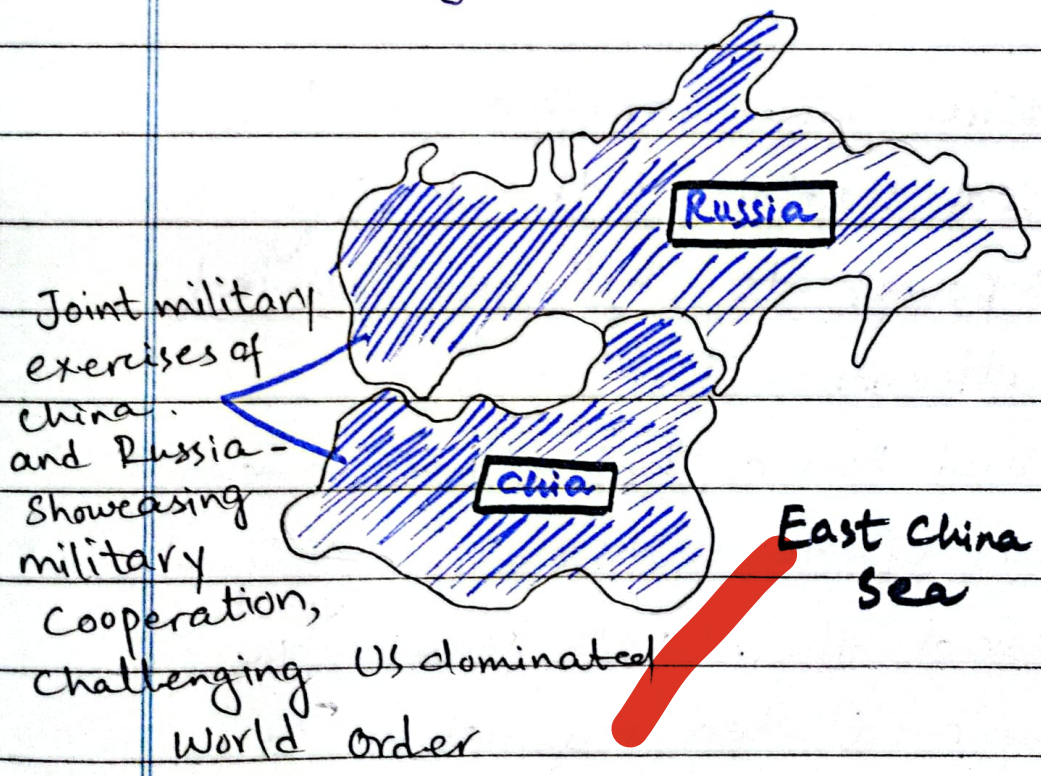 Russia
Joint military
exercises of
china.
and Russia -
Showcasing
military
Cooperation,
challenging US dominated
World order
Chia
East China
Sea